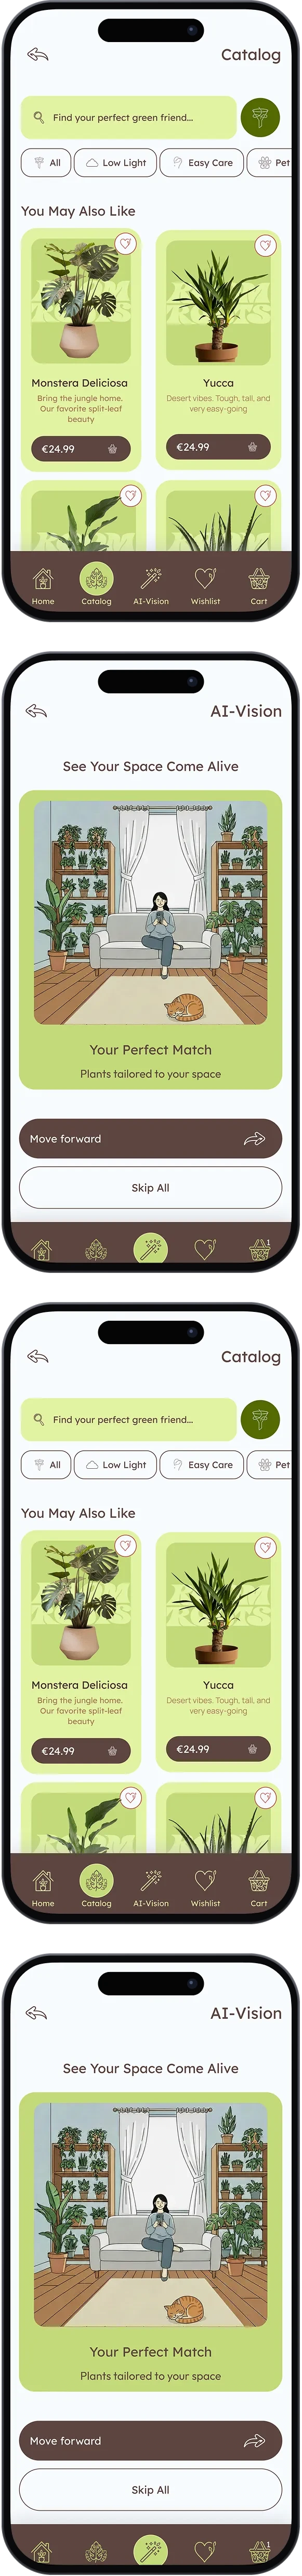 Catalog
Find your perfect green friend...
All
Low Light
Easy Care
Pet
You May Also Like
Monstera Deliciosa
Bring the jungle home.
Our favorite split-leaf
beauty
€24.99
Yucca
Desert vibes. Tough, tall, and
very easy-going
€24.99
Home
Catalog
AI-Vision
Wishlist
Cart
AI-Vision
See Your Space Come Alive
Your Perfect Match
Plants tailored to your space
Move forward
Skip All
1
Catalog
Find your perfect green friend...
All
Low Light
Easy Care
Pet
You May Also Like
Monstera Deliciosa
Bring the jungle home.
Our favorite split-leaf
beauty
€24.99
Yucca
Desert vibes. Tough, tall, and
very easy-going
€24.99
Home
Catalog
AI-Vision
Wishlist
Cart
AI-Vision
See Your Space Come Alive
Your Perfect Match
Plants tailored to your space
Move forward
Skip All
1